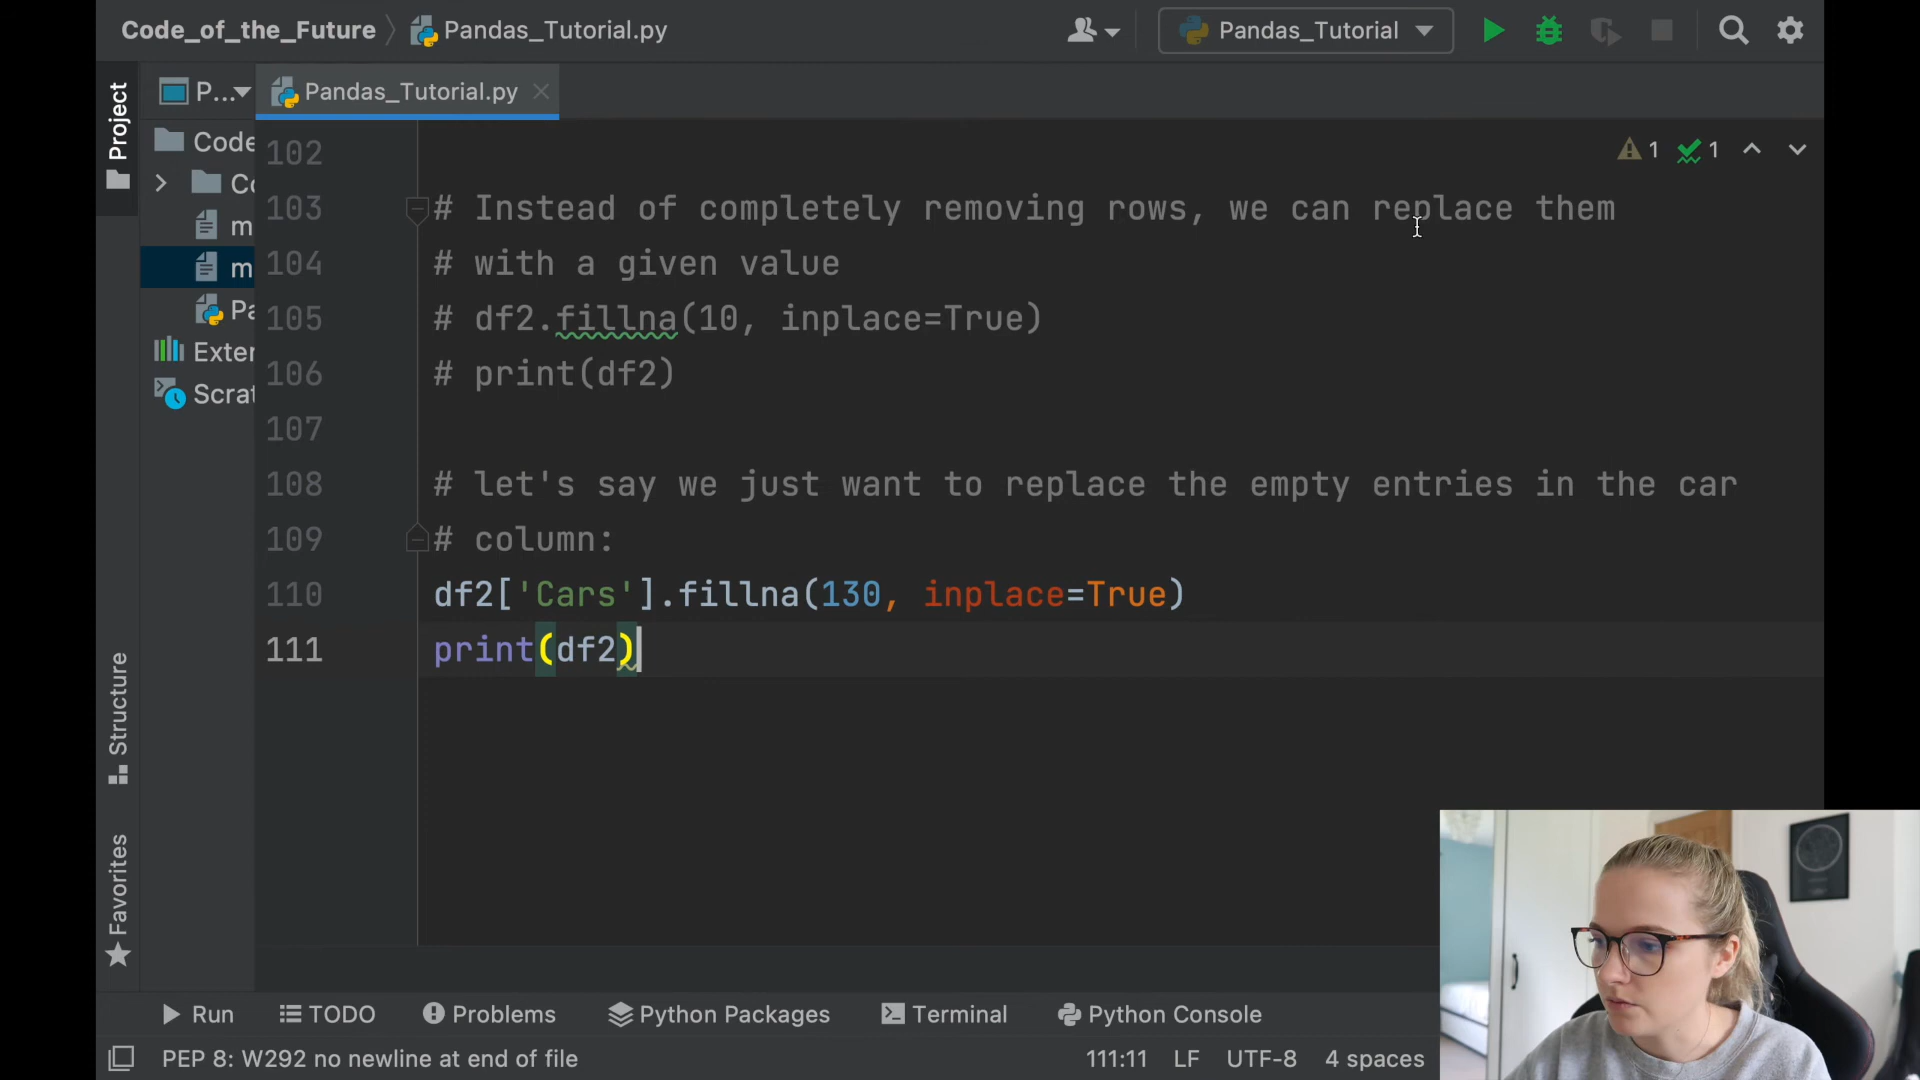 Code_of_the_Future Pandas_Tutorial.py Pandas_Tutorial
Project P... Pandas_Tutorial.py
Code
Co
m
m
Pa
Exter
Scrat
1 1
102
103 # Instead of completely removing rows, we can replace them
104 # with a given value
105 # df2.fillna(10, inplace=True)
106 # print(df2)
107
108 # let's say we just want to replace the empty entries in the car
109 # column:
110 df2['Cars'].fillna(130, inplace=True)
111 print(df2)
Structure
Favorites
Run TODO Problems Python Packages Terminal Python Console
PEP 8: W292 no newline at end of file 111:11 LF UTF-8 4 spaces